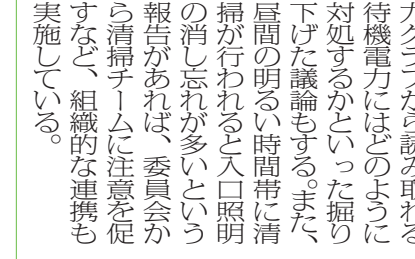 カグラフから読み取れる
待機電力にはどのように
対処するかといった掘り
下げた議論もする。また、
昼間の明るい時間帯に清
掃が行われると入口照明
の消し忘れが多いという
報告があれば、委員会か
ら清掃チームに注意を促
すなど、組織的な連携も
実施している。